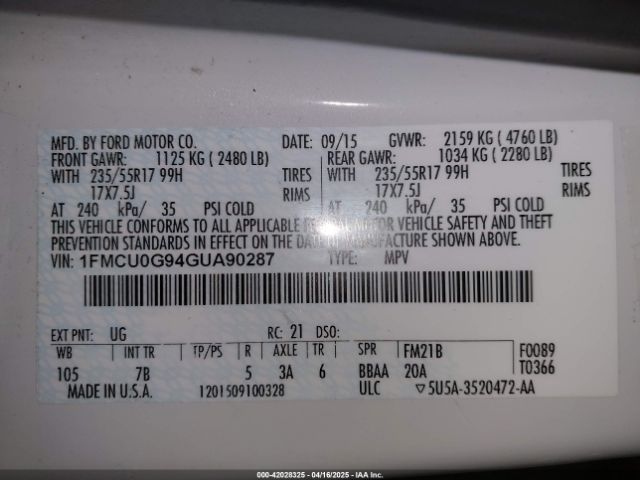 MFD. BY FORD MOTOR CO. DATE: 09/15 GVWR: 2159 KG ( 4760 LB)
FRONT GAWR: 1125 KG ( 2480 LB) REAR GAWR: 1034 KG ( 2280 LB)
WITH 235/55R17 99H TIRES WITH 235/55R17 99H TIRES
17X7.5J RIMS 17X7.5J RIMS
AT 240 kPa/ 35 PSI COLD AT 240 kPa/ 35 PSI COLD
THIS VEHICLE CONFORMS TO ALL APPLICABLE FEDERAL MOTOR VEHICLE SAFETY AND THEFT
PREVENTION STANDARDS IN EFFECT ON THE DATE OF MANUFACTURE SHOWN ABOVE.
VIN: 1FMCU0G94GUA90287 TYPE: MPV
EXT PNT: UG RC: 21 DSO:
WB INT TR TP/PS R AXLE TR SPR FM21B F0089
105 7B 5 3A 6 BBAA 20A T0366
MADE IN U.S.A. 1201509100328 ULC ▽5U5A-3520472-AA
000-42028325 - 04/16/2025 - IAA Inc.